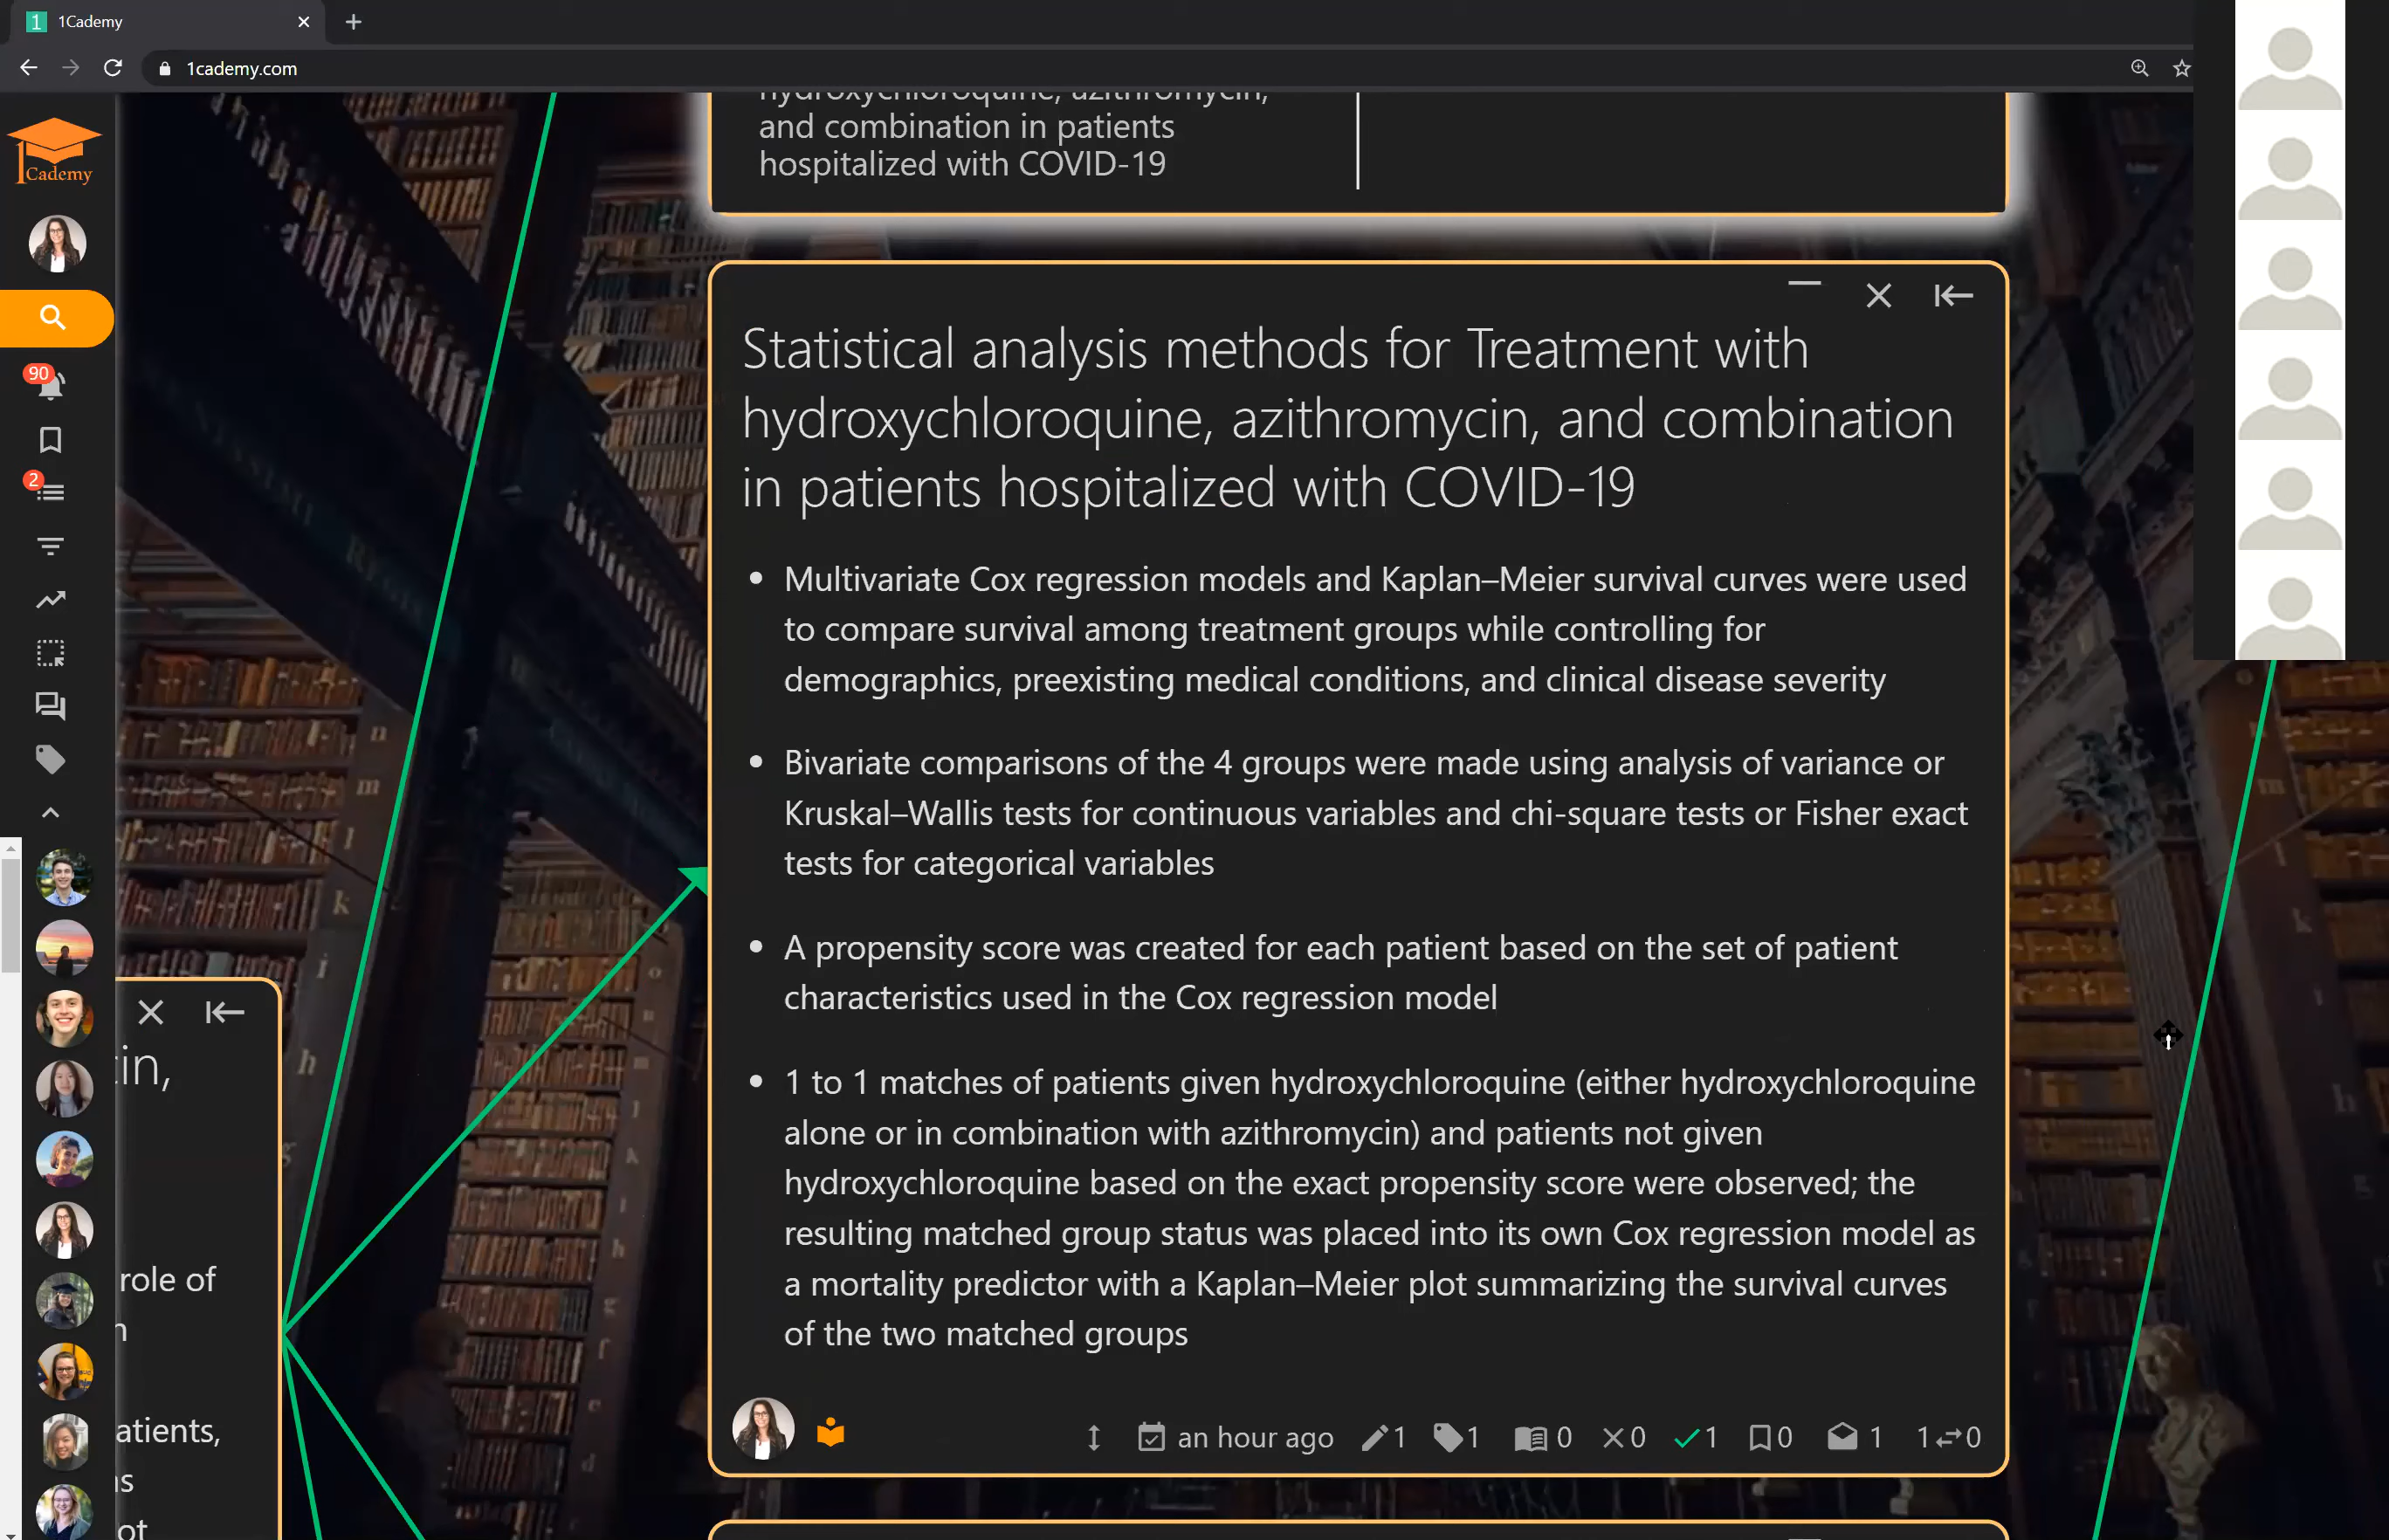 1Cademy
1cademy.com
hydroxychloroquine, azithromycin,
and combination in patients
hospitalized with COVID-19
Cademy
90
2
Statistical analysis methods for Treatment with
hydroxychloroquine, azithromycin, and combination
in patients hospitalized with COVID-19
• Multivariate Cox regression models and Kaplan–Meier survival curves were used
to compare survival among treatment groups while controlling for
demographics, preexisting medical conditions, and clinical disease severity
• Bivariate comparisons of the 4 groups were made using analysis of variance or
Kruskal–Wallis tests for continuous variables and chi-square tests or Fisher exact
tests for categorical variables
• A propensity score was created for each patient based on the set of patient
characteristics used in the Cox regression model
• 1 to 1 matches of patients given hydroxychloroquine (either hydroxychloroquine
alone or in combination with azithromycin) and patients not given
hydroxychloroquine based on the exact propensity score were observed; the
resulting matched group status was placed into its own Cox regression model as
a mortality predictor with a Kaplan–Meier plot summarizing the survival curves
of the two matched groups
an hour ago 1 1 0 0 1 0 1 1 0
in,
role of
n
atients,
ot